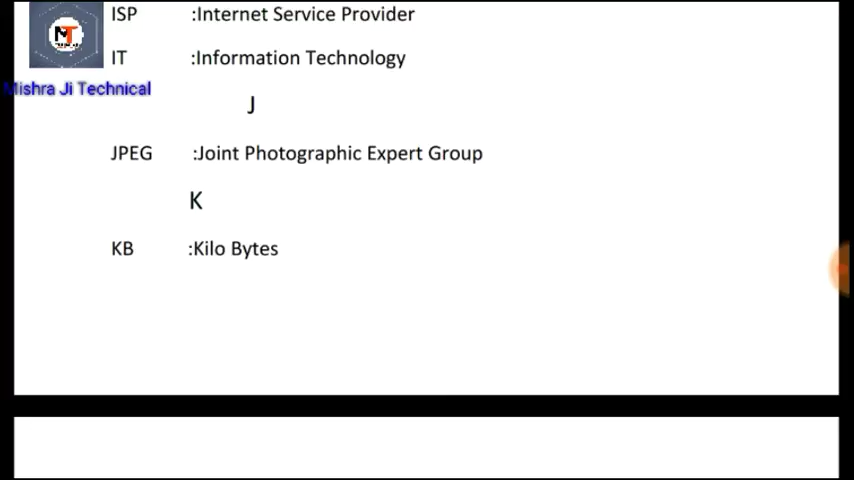 ISP :Internet Service Provider
IT :Information Technology
Mishra Ji Technical
J
JPEG :Joint Photographic Expert Group
K
KB :Kilo Bytes